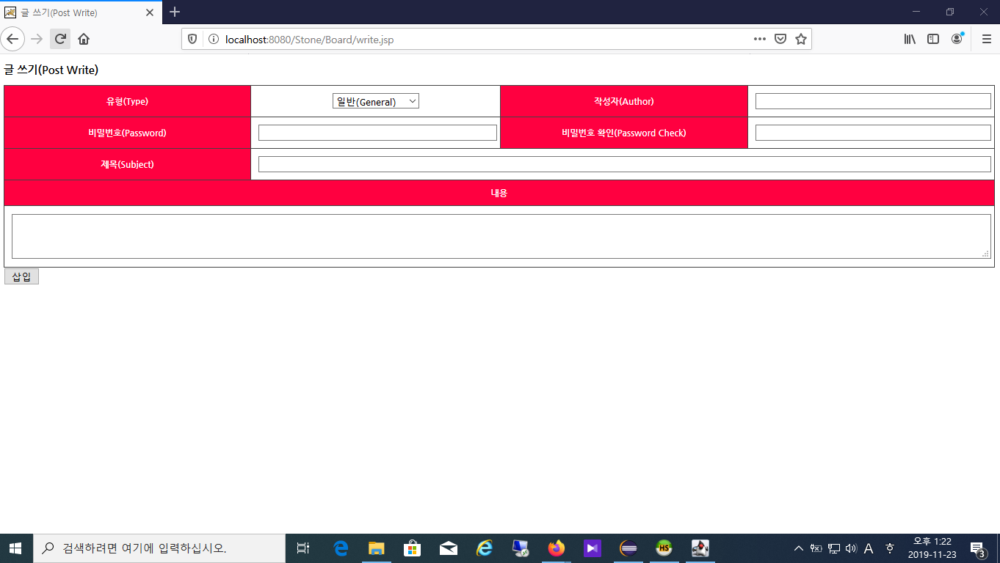 글 쓰기(Post Write)
localhost:8080/Stone/Board/write.jsp
글 쓰기(Post Write)
유형(Type) 일반(General) 작성자(Author)
비밀번호(Password) 비밀번호 확인(Password Check)
제목(Subject)
내용
삽입
검색하려면 여기에 입력하십시오. HS A 한 오후 1:22
2019-11-23 3